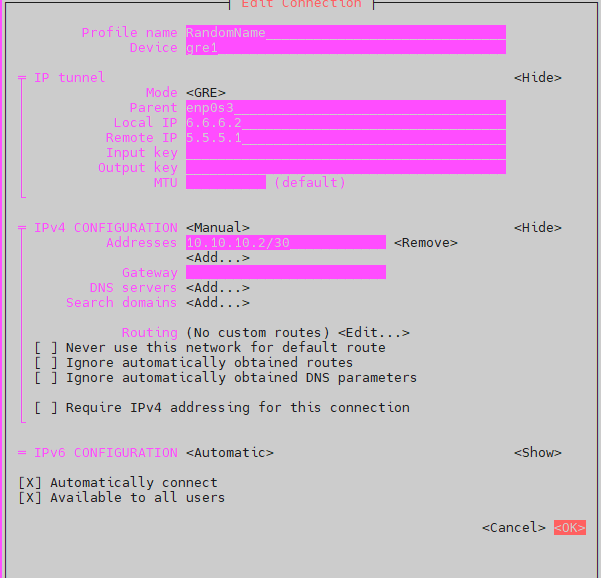 Edit Connection
Profile name RandomName
Device gre1
IP tunnel <Hide>
Mode <GRE>
Parent enp0s3
Local IP 6.6.6.2
Remote IP 5.5.5.1
Input key
Output key
MTU (default)
IPv4 CONFIGURATION <Manual> <Hide>
Addresses 10.10.10.2/30 <Remove>
<Add...>
Gateway
DNS servers <Add...>
Search domains <Add...>
Routing (No custom routes) <Edit...>
[ ] Never use this network for default route
[ ] Ignore automatically obtained routes
[ ] Ignore automatically obtained DNS parameters
[ ] Require IPv4 addressing for this connection
IPv6 CONFIGURATION <Automatic> <Show>
[X] Automatically connect
[X] Available to all users
<Cancel> <OK>